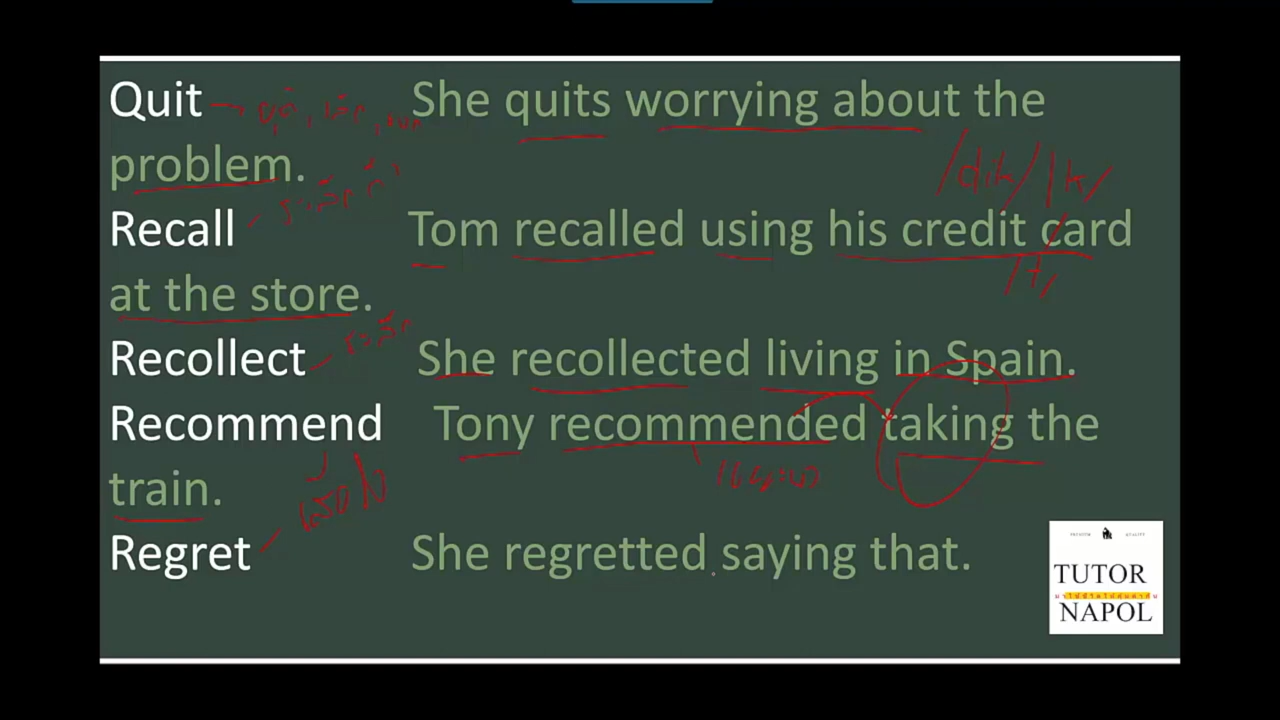 Quit She quits worrying about the
problem.
/dik/ /k/
Recall Tom recalled using his credit card
/t/
at the store.
Recollect She recollected living in Spain.
Recommend Tony recommended taking the
train.
Regret She regretted saying that.
TUTOR
NAPOL